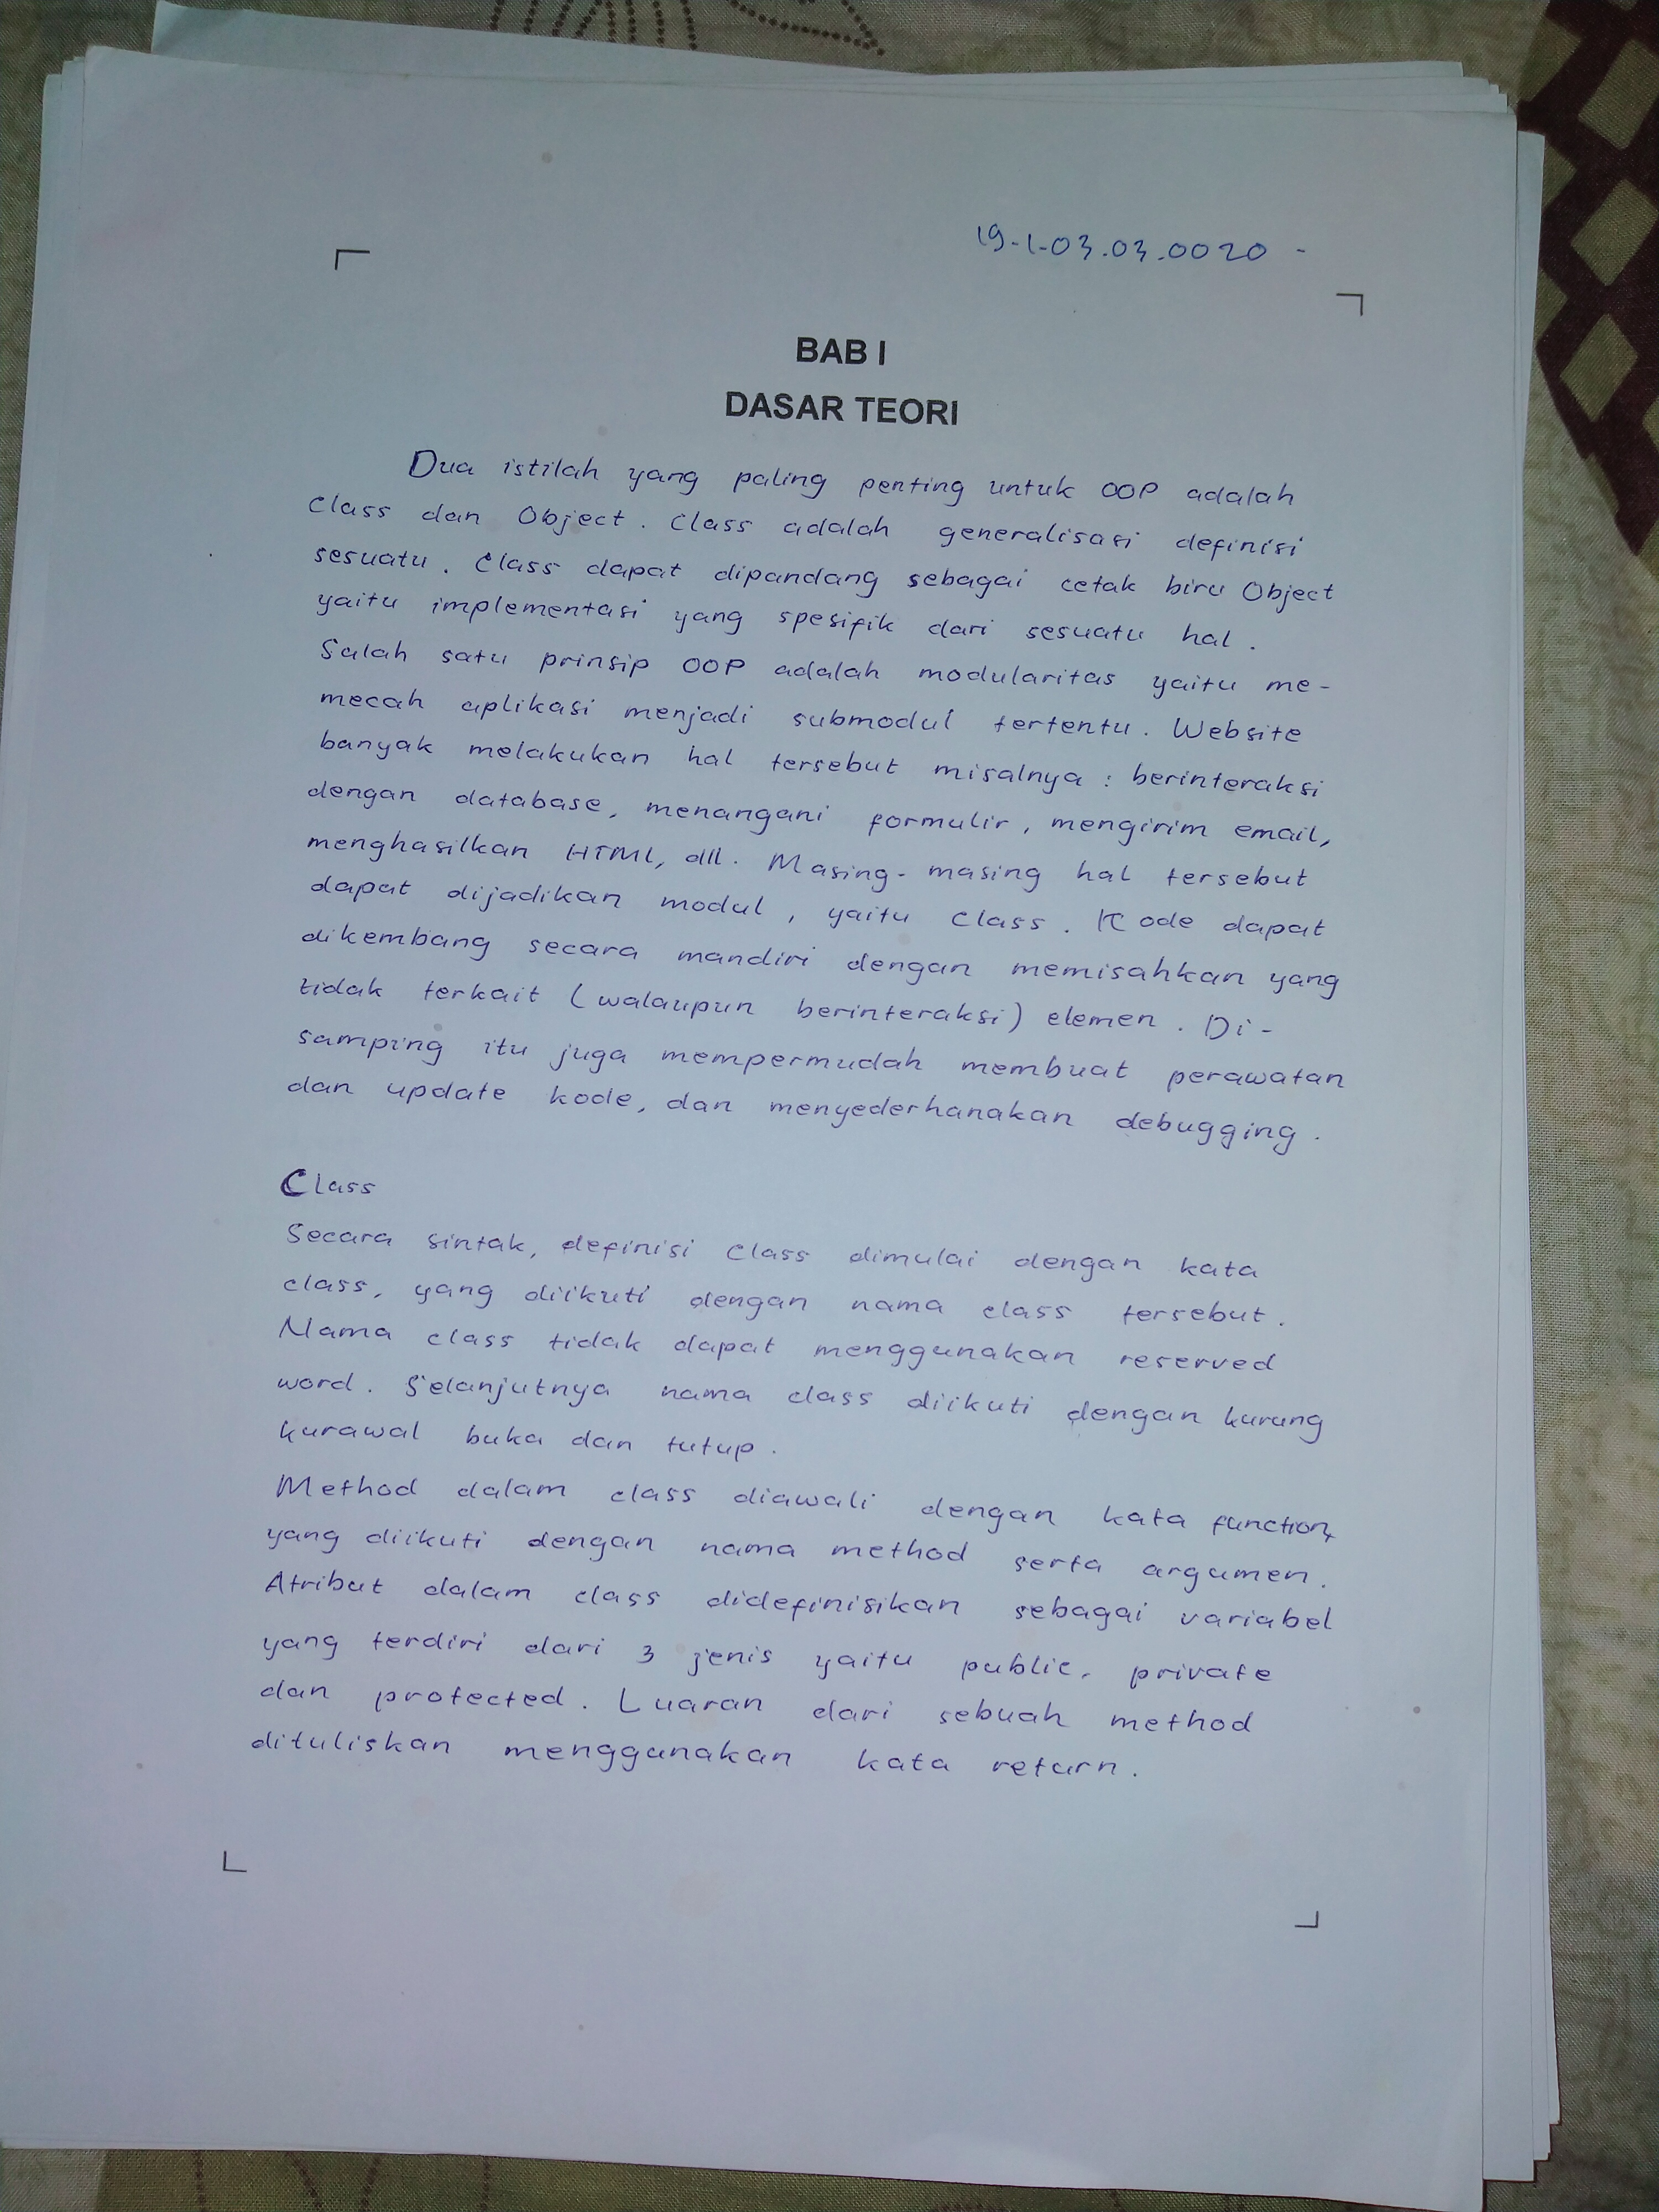 19-1-03.03.0020 -
BAB I
DASAR TEORI
Dua istilah yang paling penting untuk OOP adalah
Class dan Object. Class adalah generalisasi definisi
sesuatu. Class dapat dipandang sebagai cetak biru Object
yaitu implementasi yang spesifik dari sesuatu hal.
Salah satu prinsip OOP adalah modularitas yaitu me-
mecah aplikasi menjadi submodul tertentu. Website
banyak melakukan hal tersebut misalnya : berinteraksi
dengan database, menangani formulir, mengirim email,
menghasilkan HTML, dll. Masing-masing hal tersebut
dapat dijadikan modul, yaitu class. Kode dapat
dikembang secara mandiri dengan memisahkan yang
tidak terkait (walaupun berinteraksi) elemen. Di-
samping itu juga mempermudah membuat perawatan
dan update kode, dan menyederhanakan debugging.
Class
Secara sintak, definisi class dimulai dengan kata
class, yang diikuti dengan nama class tersebut.
Nama class tidak dapat menggunakan reserved
word. Selanjutnya nama class diikuti dengan kurung
kurawal buka dan tutup.
Method dalam class diawali dengan kata function,
yang diikuti dengan nama method serta argumen.
Atribut dalam class didefinisikan sebagai variabel
yang terdiri dari 3 jenis yaitu public, private
dan protected. Luaran dari sebuah method
dituliskan menggunakan kata return.